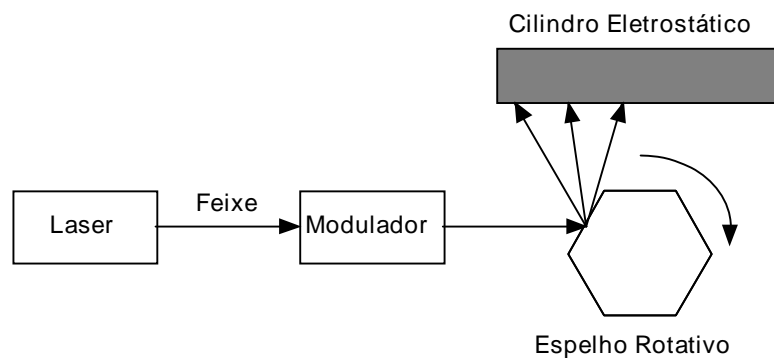 Cilindro Eletrostático
Feixe
Laser
Modulador
Espelho Rotativo